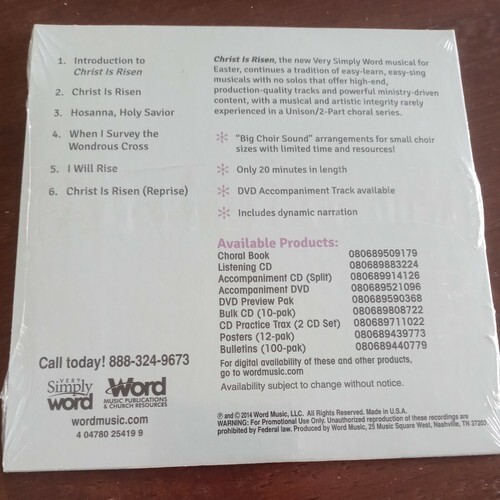 1. Introduction to
Christ Is Risen
2. Christ Is Risen
3. Hosanna, Holy Savior
4. When I Survey the
Wondrous Cross
5. I Will Rise
6. Christ Is Risen (Reprise)
Christ Is Risen, the new Very Simply Word musical for
Easter, continues a tradition of easy-learn, easy-sing
musicals with no solos that offer high-end,
production-quality tracks and powerful ministry-driven
content, with a musical and artistic integrity rarely
experienced in a Unison/2-Part choral series.
"Big Choir Sound" arrangements for small choir
sizes with limited time and resources!
Only 20 minutes in length
DVD Accompaniment Track available
Includes dynamic narration
Available Products:
Choral Book 080689509179
Listening CD 080689883224
Accompaniment CD (Split) 080689914126
Accompaniment DVD 080689521096
DVD Preview Pak 080689590368
Bulk CD (10-pak) 080689808722
CD Practice Trax (2 CD Set) 080689711022
Posters (12-pak) 080689439773
Bulletins (100-pak) 080689440779
For digital availability of these and other products,
go to wordmusic.com
Availability subject to change without notice.
Call today! 888-324-9673
VERY
Simply
word
Word
MUSIC PUBLICATIONS
& CHURCH RESOURCES
wordmusic.com
4 04780 25419 9
℗ and © 2014 Word Music, LLC. All Rights Reserved. Made in U.S.A.
WARNING: For Promotional Use Only. Unauthorized reproduction of these recordings are
prohibited by Federal law. Produced by Word Music, 25 Music Square West, Nashville, TN 37203